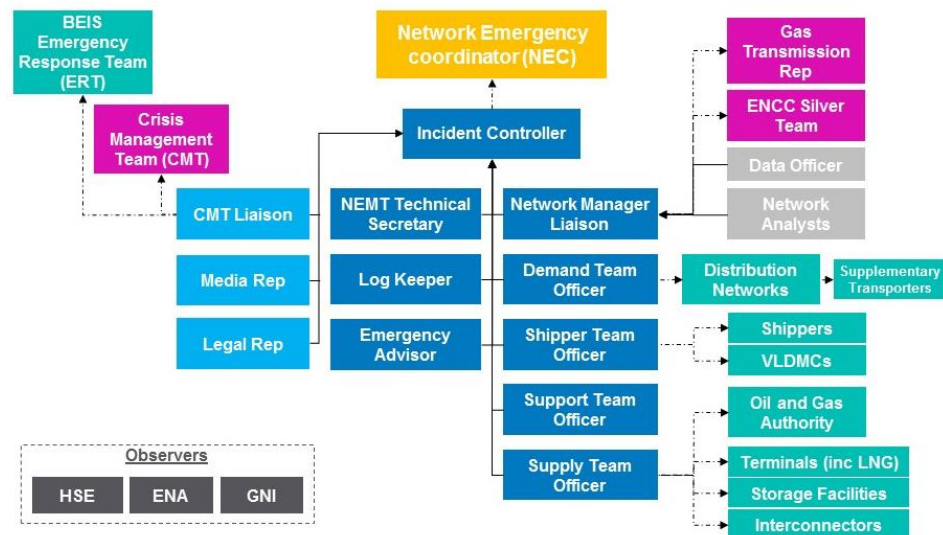 BEIS
Emergency
Response Team
(ERT)
Network Emergency
coordinator (NEC)
Gas
Transmission
Rep
Crisis
Management
Team (CMT)
Incident Controller
ENCC Silver
Team
Data Officer
CMT Liaison
NEMT Technical
Secretary
Network Manager
Liaison
Network
Analysts
Media Rep
Log Keeper
Demand Team
Officer
Distribution
Networks
Supplementary
Transporters
Legal Rep
Emergency
Advisor
Shipper Team
Officer
Shippers
VLDMCs
Support Team
Officer
Oil and Gas
Authority
Observers
HSE
ENA
GNI
Supply Team
Officer
Terminals (inc LNG)
Storage Facilities
Interconnectors